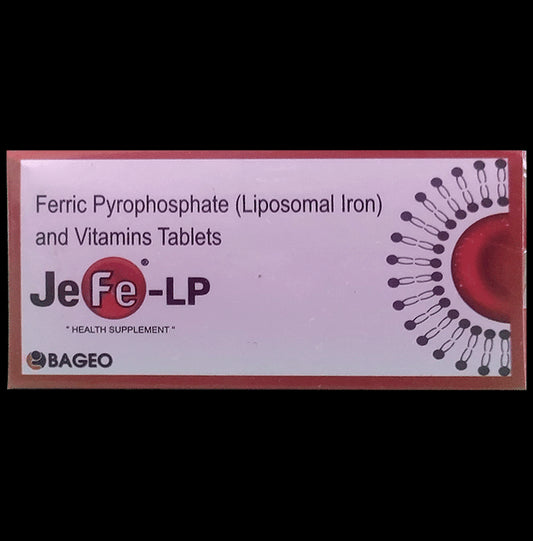 Ferric Pyrophosphate (Liposomal Iron)
and Vitamins Tablets
JeFe®-LP
" HEALTH SUPPLEMENT "
BAGEO